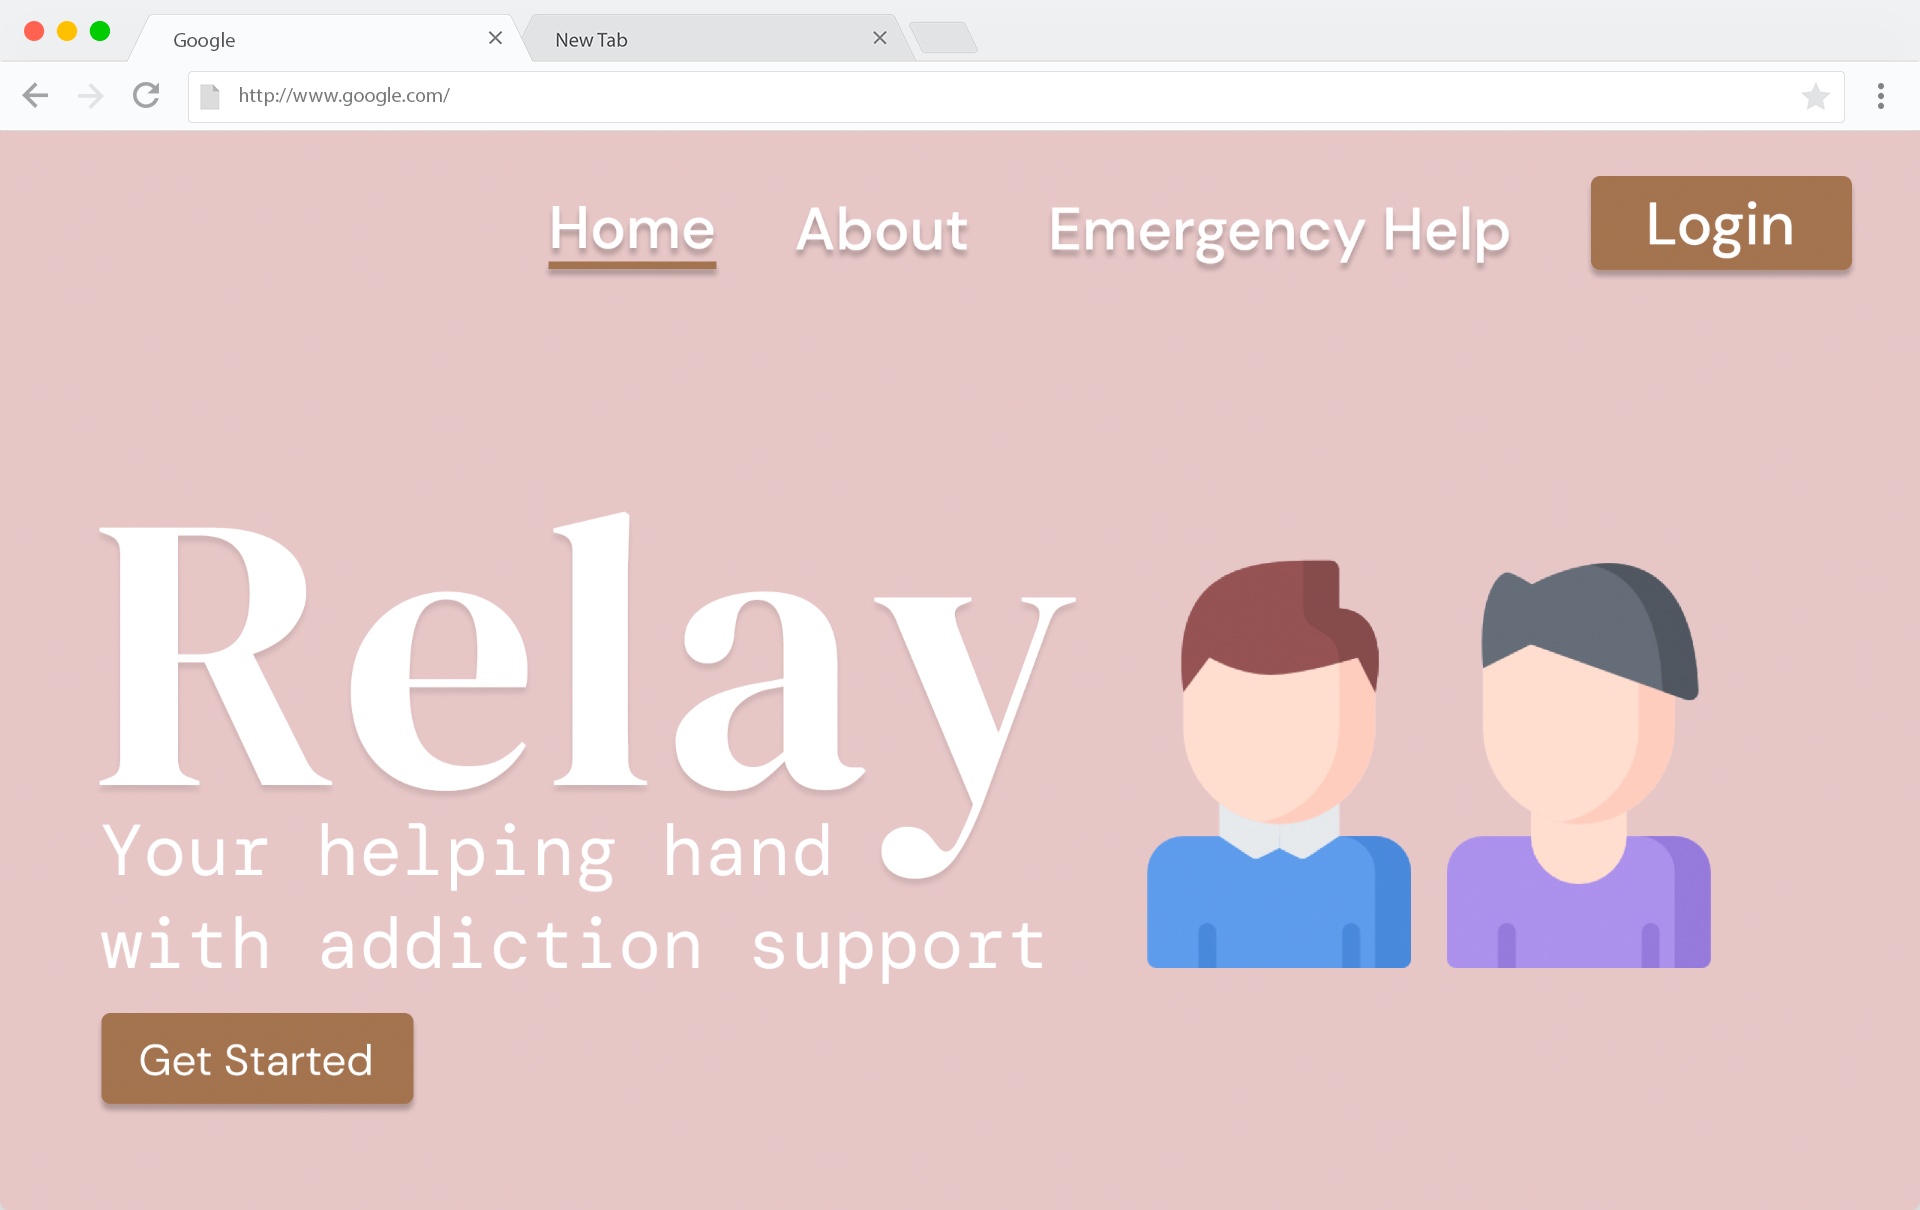 Google
New Tab
http://www.google.com/
Home About Emergency Help Login
Relay
Your helping hand
with addiction support
Get Started